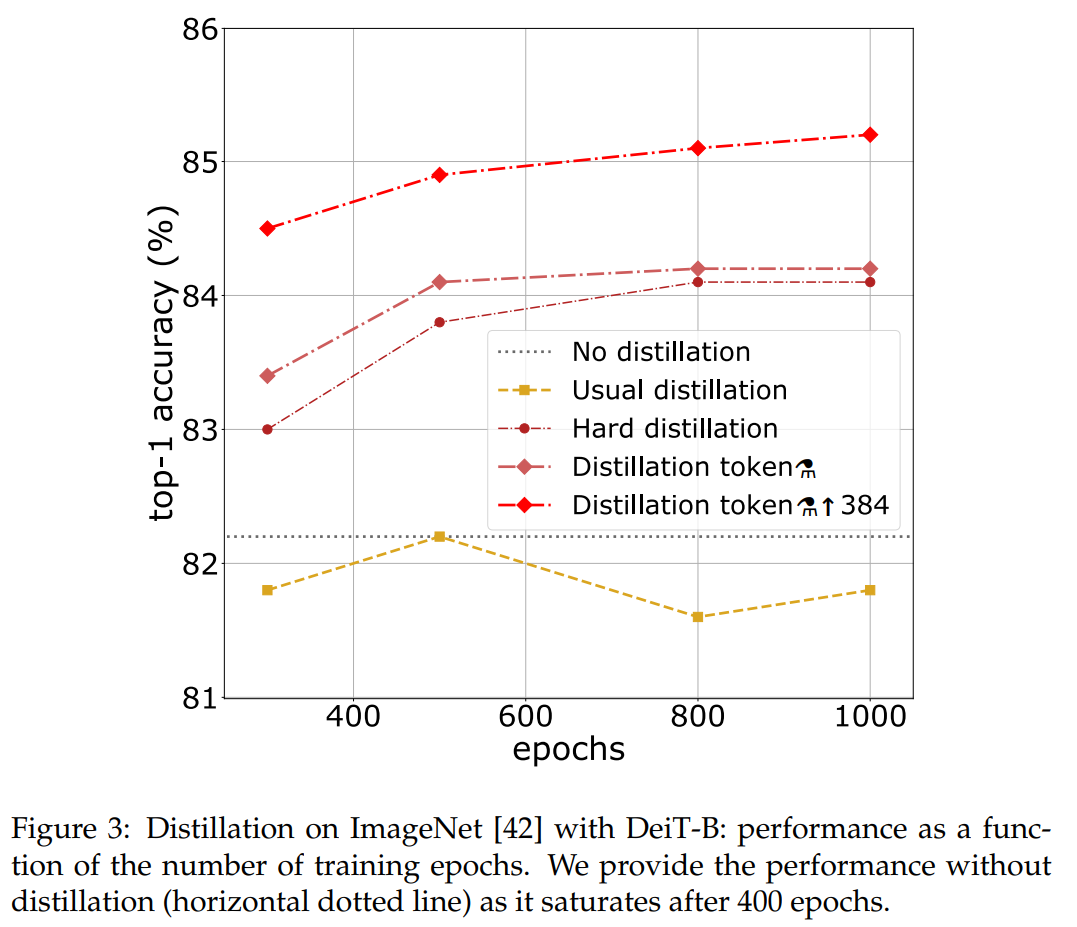 86
85
84
83
82
81
top-1 accuracy (%)
No distillation
Usual distillation
Hard distillation
Distillation token⚗
Distillation token⚗↑384
400 600 800 1000
epochs
Figure 3: Distillation on ImageNet [42] with DeiT-B: performance as a func-
tion of the number of training epochs. We provide the performance without
distillation (horizontal dotted line) as it saturates after 400 epochs.